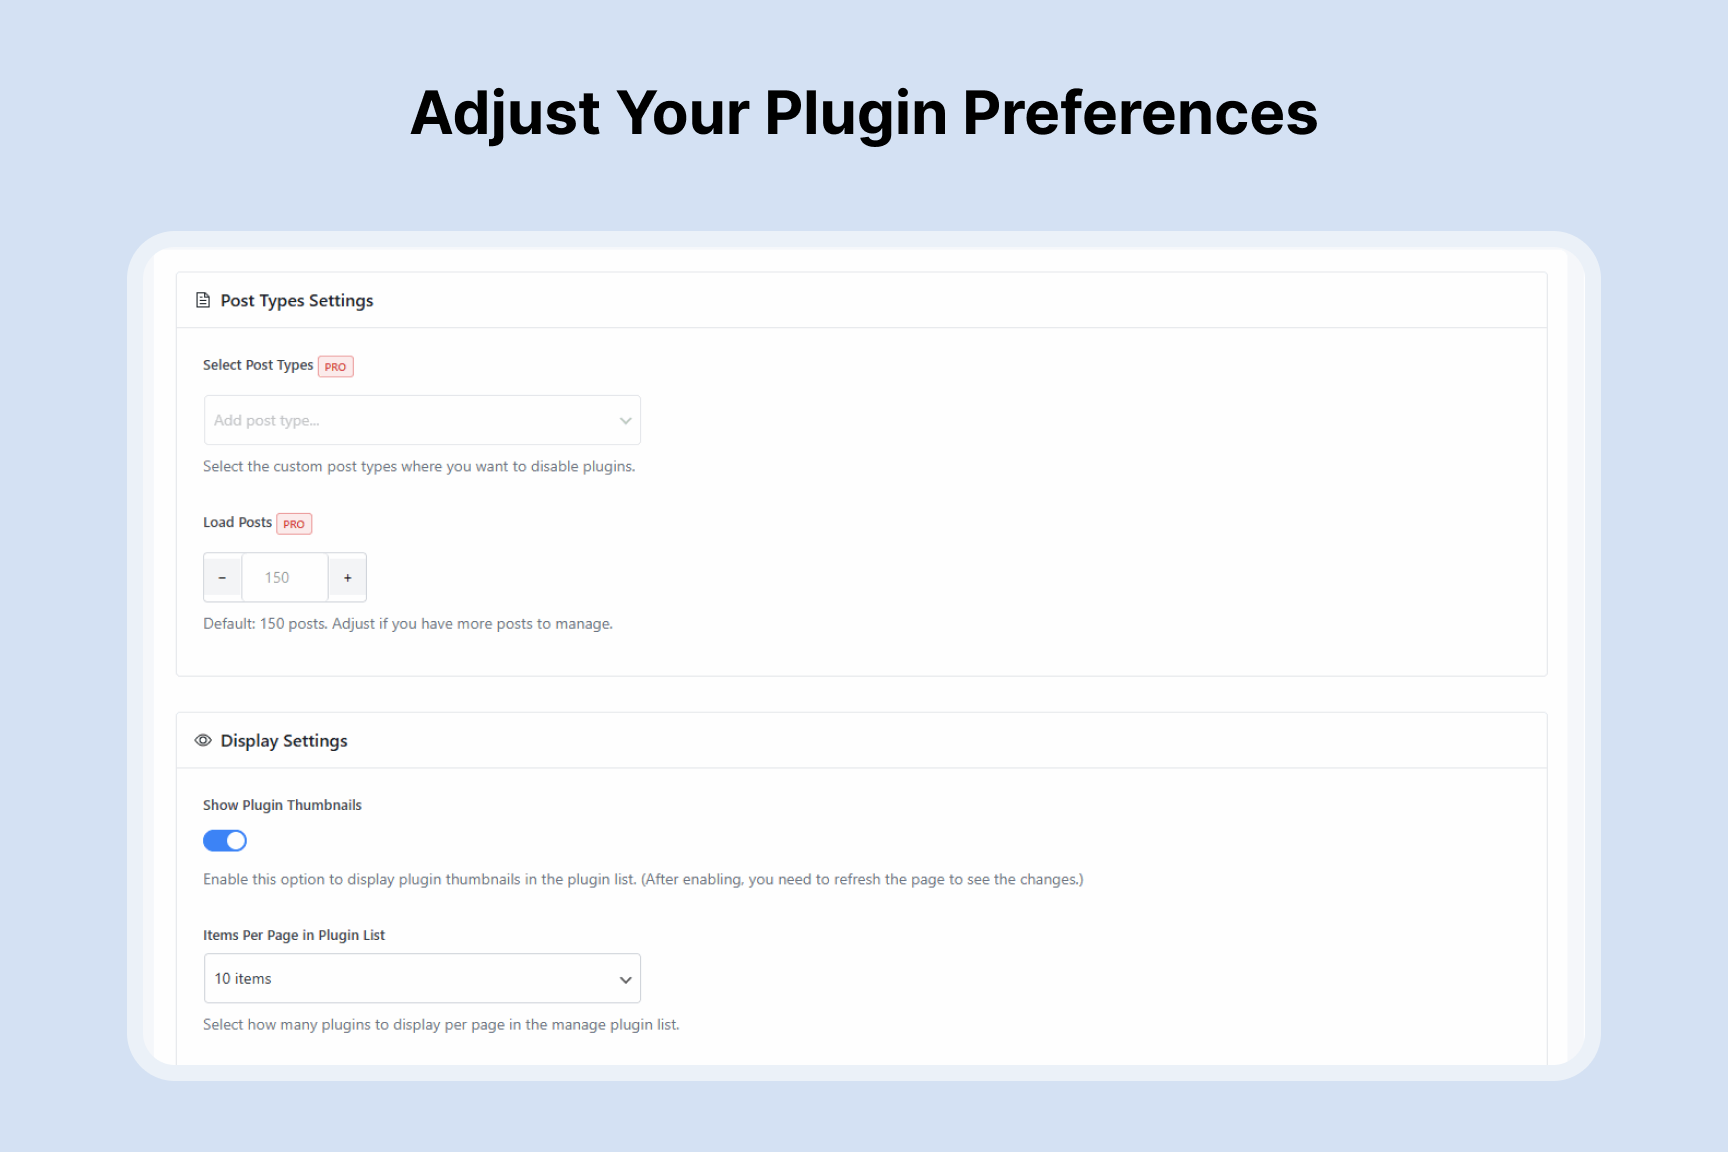 Adjust Your Plugin Preferences
Post Types Settings
Select Post Types PRO
Add post type...
Select the custom post types where you want to disable plugins.
Load Posts PRO
- 150 +
Default: 150 posts. Adjust if you have more posts to manage.
Display Settings
Show Plugin Thumbnails
Enable this option to display plugin thumbnails in the plugin list. (After enabling, you need to refresh the page to see the changes.)
Items Per Page in Plugin List
10 items
Select how many plugins to display per page in the manage plugin list.